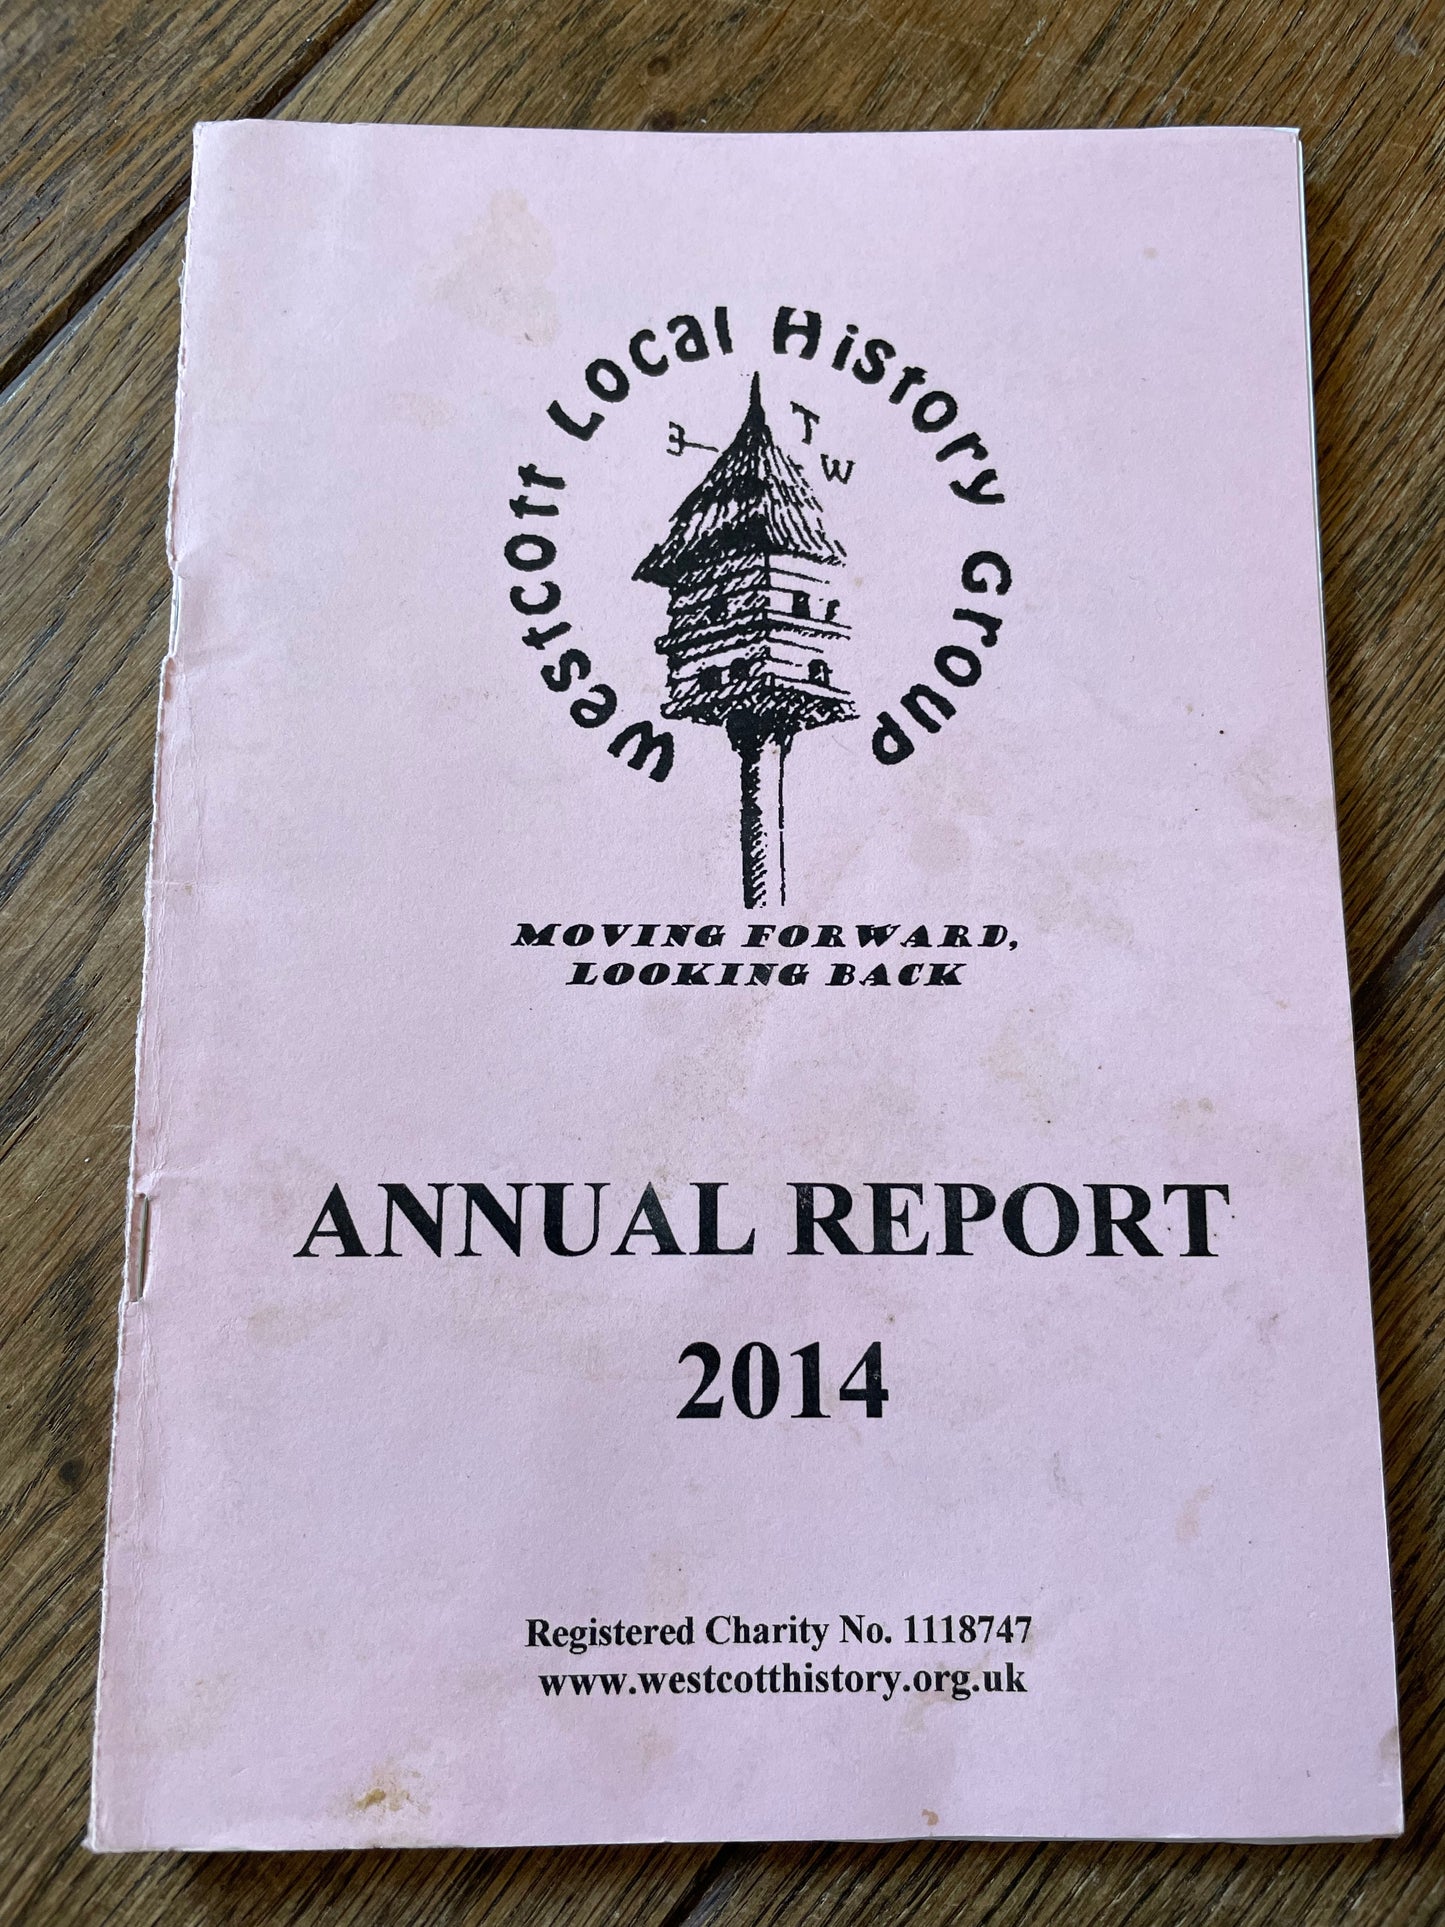 Westcott Local History Group
T
W
MOVING FORWARD,
LOOKING BACK
ANNUAL REPORT
2014
Registered Charity No. 1118747
www.westcotthistory.org.uk